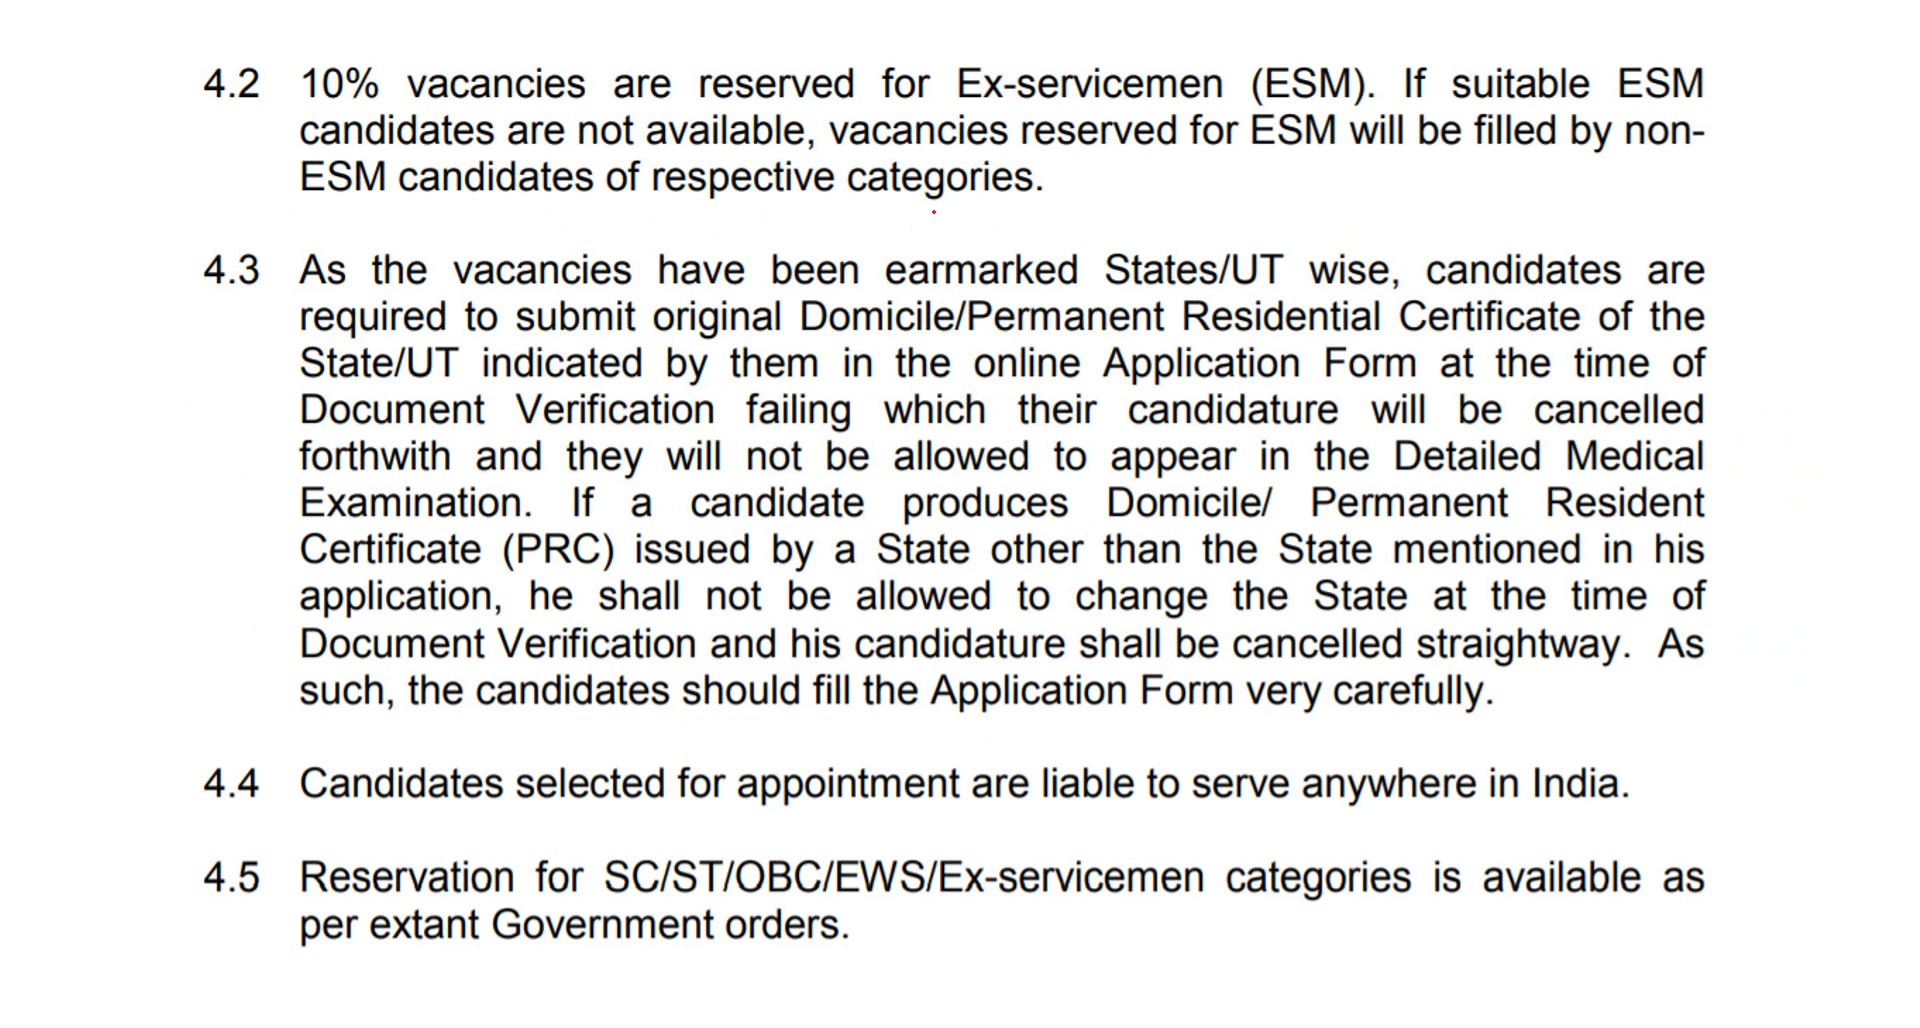 4.2 10% vacancies are reserved for Ex-servicemen (ESM). If suitable ESM
candidates are not available, vacancies reserved for ESM will be filled by non-
ESM candidates of respective categories.
4.3 As the vacancies have been earmarked States/UT wise, candidates are
required to submit original Domicile/Permanent Residential Certificate of the
State/UT indicated by them in the online Application Form at the time of
Document Verification failing which their candidature will be cancelled
forthwith and they will not be allowed to appear in the Detailed Medical
Examination. If a candidate produces Domicile/ Permanent Resident
Certificate (PRC) issued by a State other than the State mentioned in his
application, he shall not be allowed to change the State at the time of
Document Verification and his candidature shall be cancelled straightway. As
such, the candidates should fill the Application Form very carefully.
4.4 Candidates selected for appointment are liable to serve anywhere in India.
4.5 Reservation for SC/ST/OBC/EWS/Ex-servicemen categories is available as
per extant Government orders.